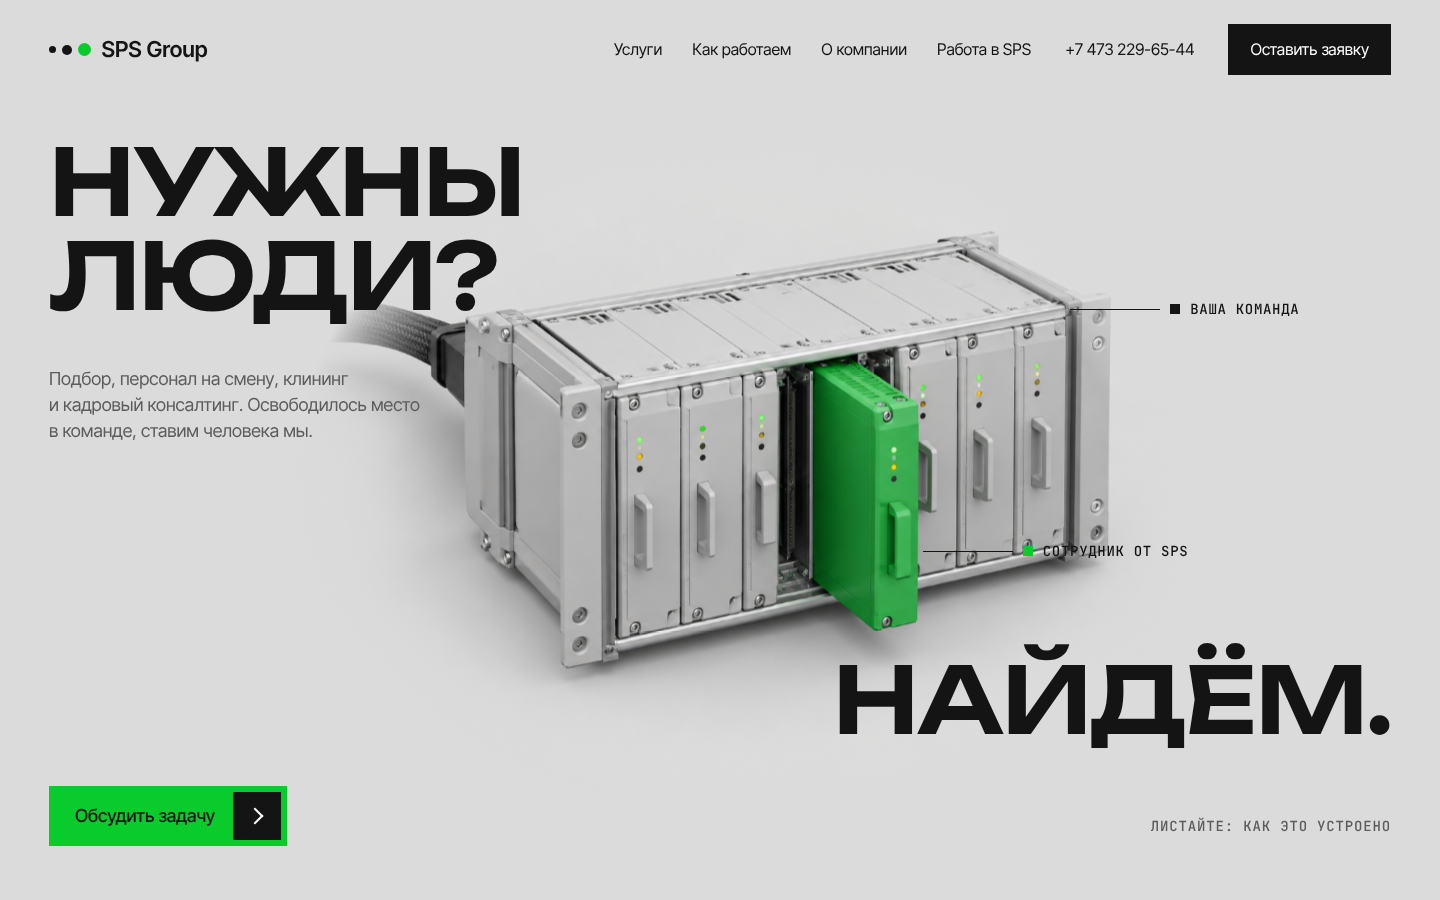 SPS Group
Услуги
Как работаем
О компании
Работа в SPS
+7 473 229-65-44
Оставить заявку
НУЖНЫ
ЛЮДИ?
ВАША КОМАНДА
Подбор, персонал на смену, клининг
и кадровый консалтинг. Освободилось место
в команде, ставим человека мы.
СОТРУДНИК ОТ SPS
НАЙДЁМ.
Обсудить задачу
ЛИСТАЙТЕ: КАК ЭТО УСТРОЕНО